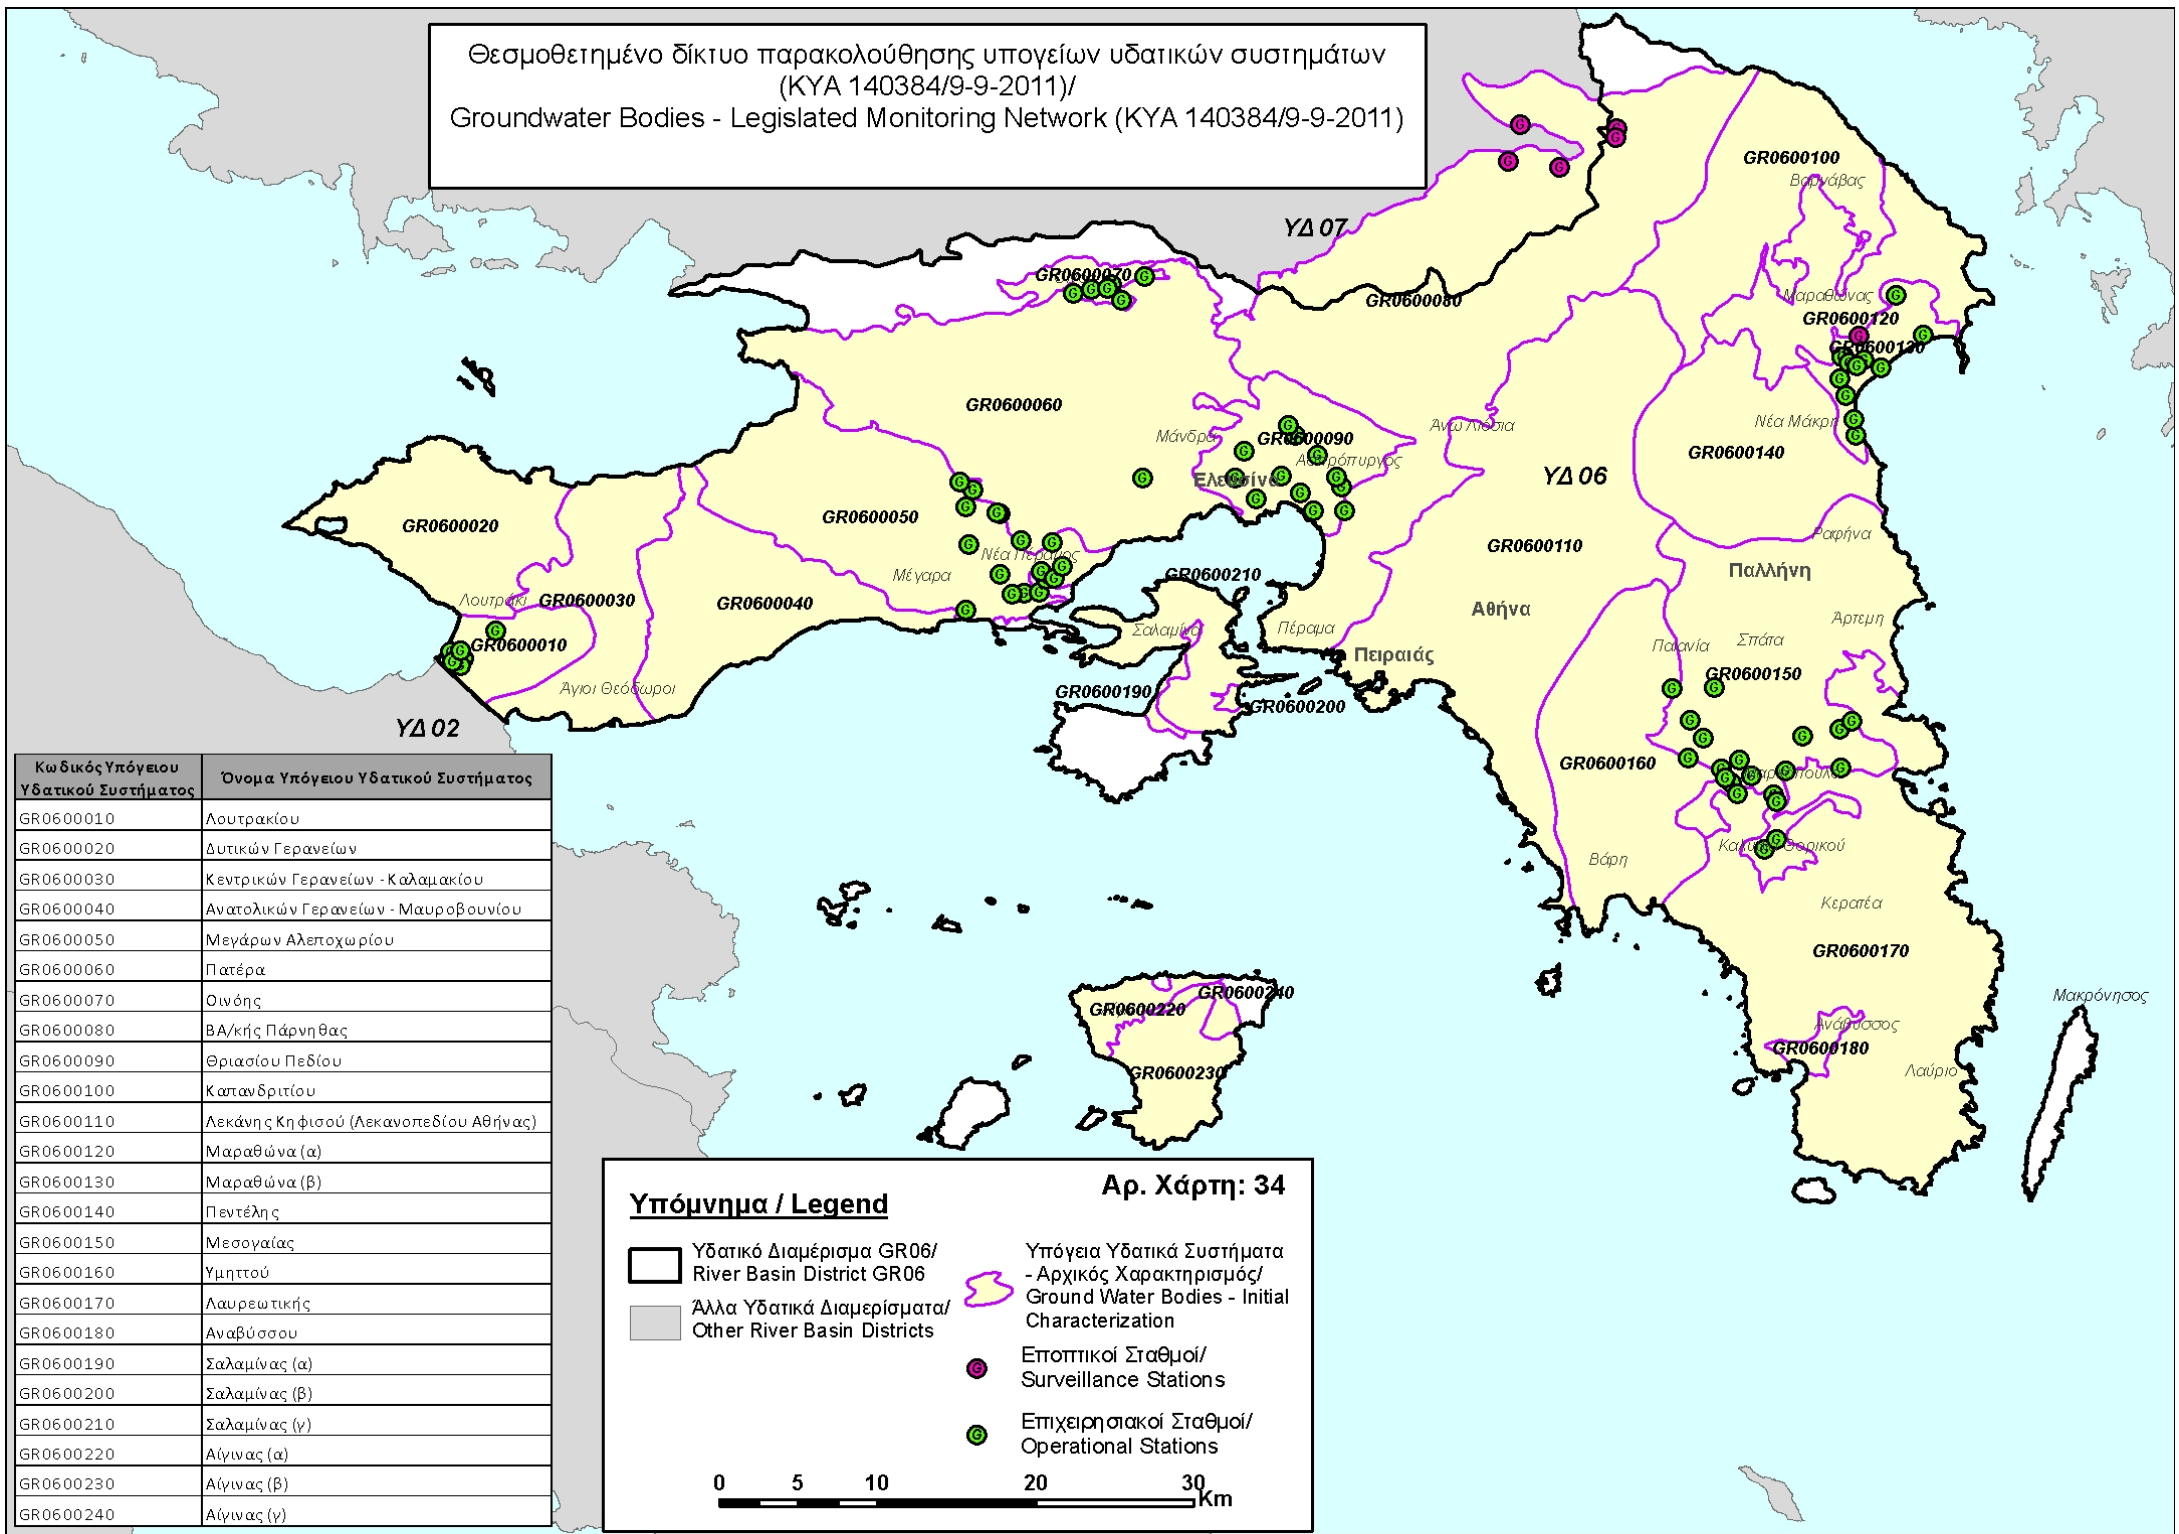 Θεσμοθετημένο δίκτυο παρακολούθησης υπογείων υδατικών συστημάτων
(ΚΥΑ 140384/9-9-2011)/
Groundwater Bodies - Legislated Monitoring Network (ΚΥΑ 140384/9-9-2011)
GR0600100
Βαρνάβας
ΥΔ 07
GR0600070
GR0600080
Μαραθώνας
GR0600120
GR0600130
GR0600060
Μάνδρα
GR0600090
Άνω Λιόσια
Νέα Μάκρη
Ασπρόπυργος
GR0600140
Ελευσίνα
ΥΔ 06
GR0600020
GR0600050
Ραφήνα
GR0600110
Νέα Πέραμος
Μέγαρα
GR0600210
Παλλήνη
Λουτράκι
GR0600030
GR0600040
Αθήνα
Άρτεμη
Σαλαμίνα
Πέραμα
Σπάτα
Παιανία
GR0600010
Πειραιάς
GR0600150
Άγιοι Θεόδωροι
GR0600190
GR0600200
ΥΔ 02
GR0600160
Βάρη
Κερατέα
GR0600170
GR0600240
GR0600220
Μακρόνησος
Ανάβυσσος
GR0600180
Λαύριο
GR0600230
Κωδικός Υπόγειου Υδατικού Συστήματος Όνομα Υπόγειου Υδατικού Συστήματος
GR0600010 Λουτρακίου
GR0600020 Δυτικών Γερανείων
GR0600030 Κεντρικών Γερανείων - Καλαμακίου
GR0600040 Ανατολικών Γερανείων - Μαυροβουνίου
GR0600050 Μεγάρων Αλεποχωρίου
GR0600060 Πατέρα
GR0600070 Οινόης
GR0600080 ΒΑ/κής Πάρνηθας
GR0600090 Θριασίου Πεδίου
GR0600100 Καπανδριτίου
GR0600110 Λεκάνης Κηφισού (Λεκανοπεδίου Αθήνας)
GR0600120 Μαραθώνα (α)
GR0600130 Μαραθώνα (β)
GR0600140 Πεντέλης
GR0600150 Μεσογαίας
GR0600160 Υμηττού
GR0600170 Λαυρεωτικής
GR0600180 Αναβύσσου
GR0600190 Σαλαμίνας (α)
GR0600200 Σαλαμίνας (β)
GR0600210 Σαλαμίνας (γ)
GR0600220 Αίγινας (α)
GR0600230 Αίγινας (β)
GR0600240 Αίγινας (γ)
Αρ. Χάρτη: 34
Υπόμνημα / Legend
Υδατικό Διαμέρισμα GR06/
River Basin District GR06
Άλλα Υδατικά Διαμερίσματα/
Other River Basin Districts
Υπόγεια Υδατικά Συστήματα
- Αρχικός Χαρακτηρισμός/
Ground Water Bodies - Initial
Characterization
Εποπτικοί Σταθμοί/
Surveillance Stations
Επιχειρησιακοί Σταθμοί/
Operational Stations
0 5 10 20 30
Km